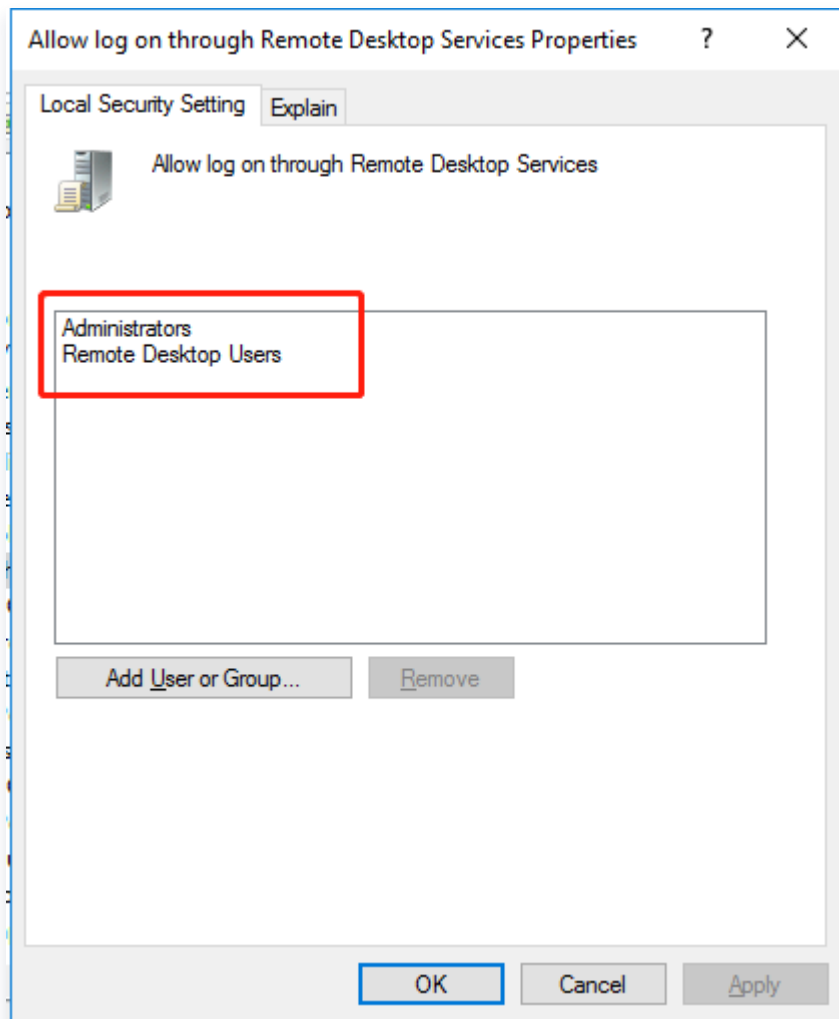 Allow log on through Remote Desktop Services Properties ?
Local Security Setting Explain
Allow log on through Remote Desktop Services
Administrators
Remote Desktop Users
Add User or Group... Remove
OK Cancel Apply